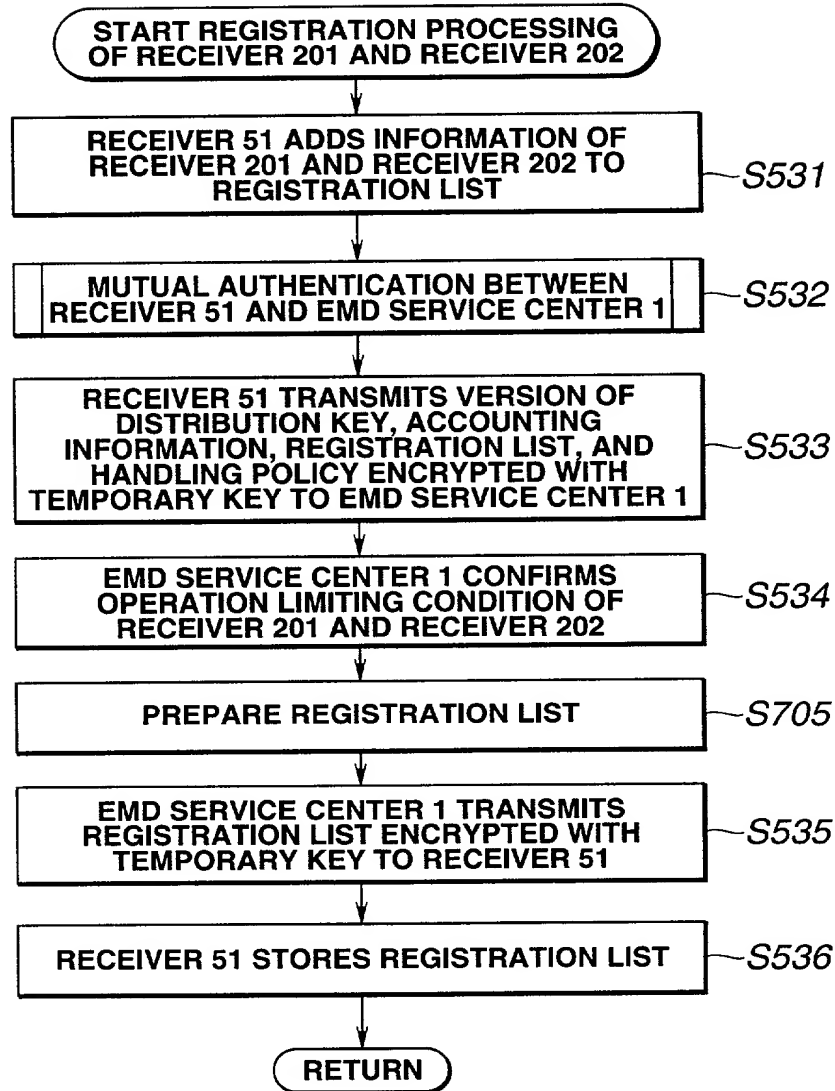 START REGISTRATION PROCESSING
OF RECEIVER 201 AND RECEIVER 202
RECEIVER 51 ADDS INFORMATION OF
RECEIVER 201 AND RECEIVER 202 TO
REGISTRATION LIST
S531
MUTUAL AUTHENTICATION BETWEEN
RECEIVER 51 AND EMD SERVICE CENTER 1
S532
RECEIVER 51 TRANSMITS VERSION OF
DISTRIBUTION KEY, ACCOUNTING
INFORMATION, REGISTRATION LIST, AND
HANDLING POLICY ENCRYPTED WITH
TEMPORARY KEY TO EMD SERVICE CENTER 1
S533
EMD SERVICE CENTER 1 CONFIRMS
OPERATION LIMITING CONDITION OF
RECEIVER 201 AND RECEIVER 202
S534
PREPARE REGISTRATION LIST
S705
EMD SERVICE CENTER 1 TRANSMITS
REGISTRATION LIST ENCRYPTED WITH
TEMPORARY KEY TO RECEIVER 51
S535
RECEIVER 51 STORES REGISTRATION LIST
S536
RETURN